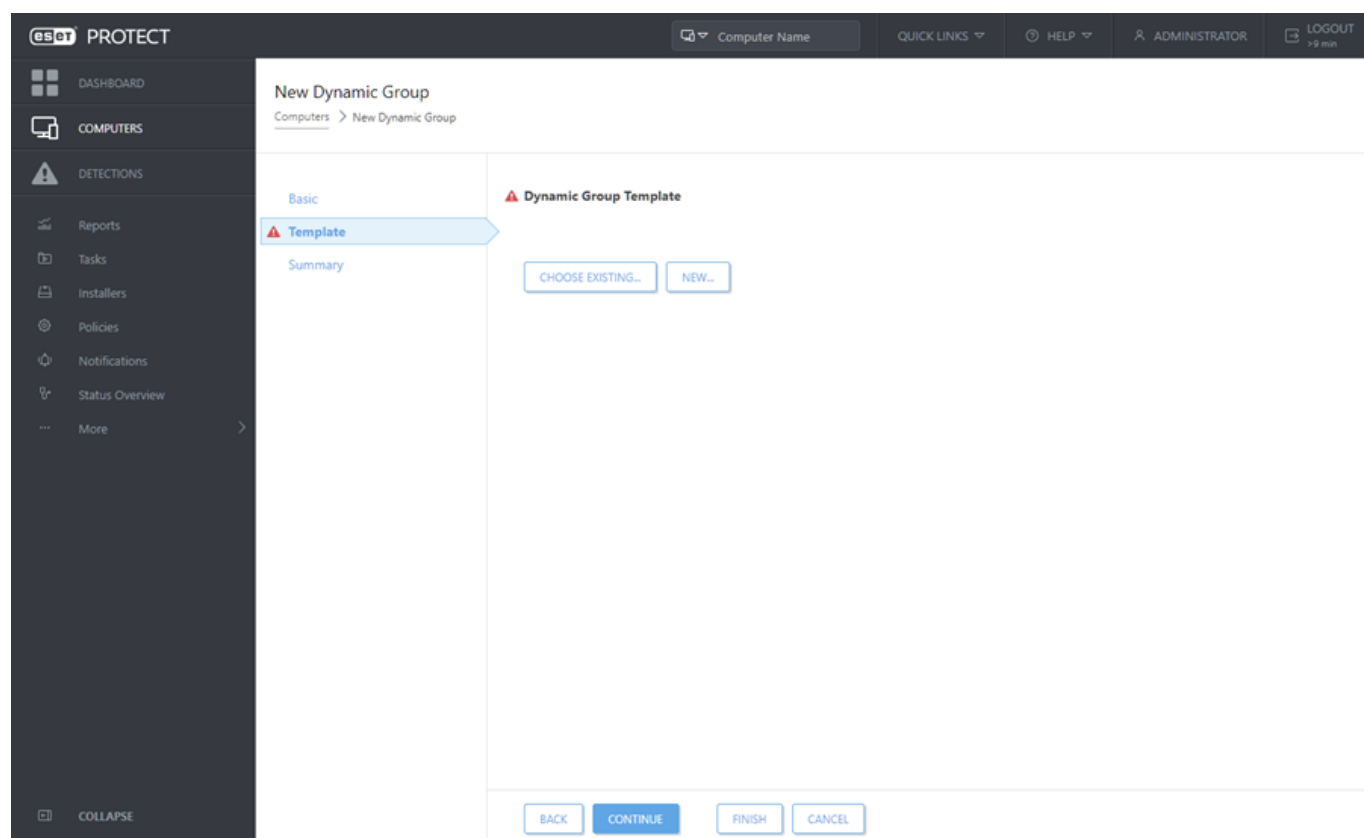 eset PROTECT
Computer Name
QUICK LINKS
HELP
ADMINISTRATOR
LOGOUT
>9 min
DASHBOARD
COMPUTERS
DETECTIONS
Reports
Tasks
Installers
Policies
Notifications
Status Overview
More
COLLAPSE
New Dynamic Group
Computers > New Dynamic Group
Basic
Template
Summary
Dynamic Group Template
CHOOSE EXISTING...
NEW...
BACK
CONTINUE
FINISH
CANCEL